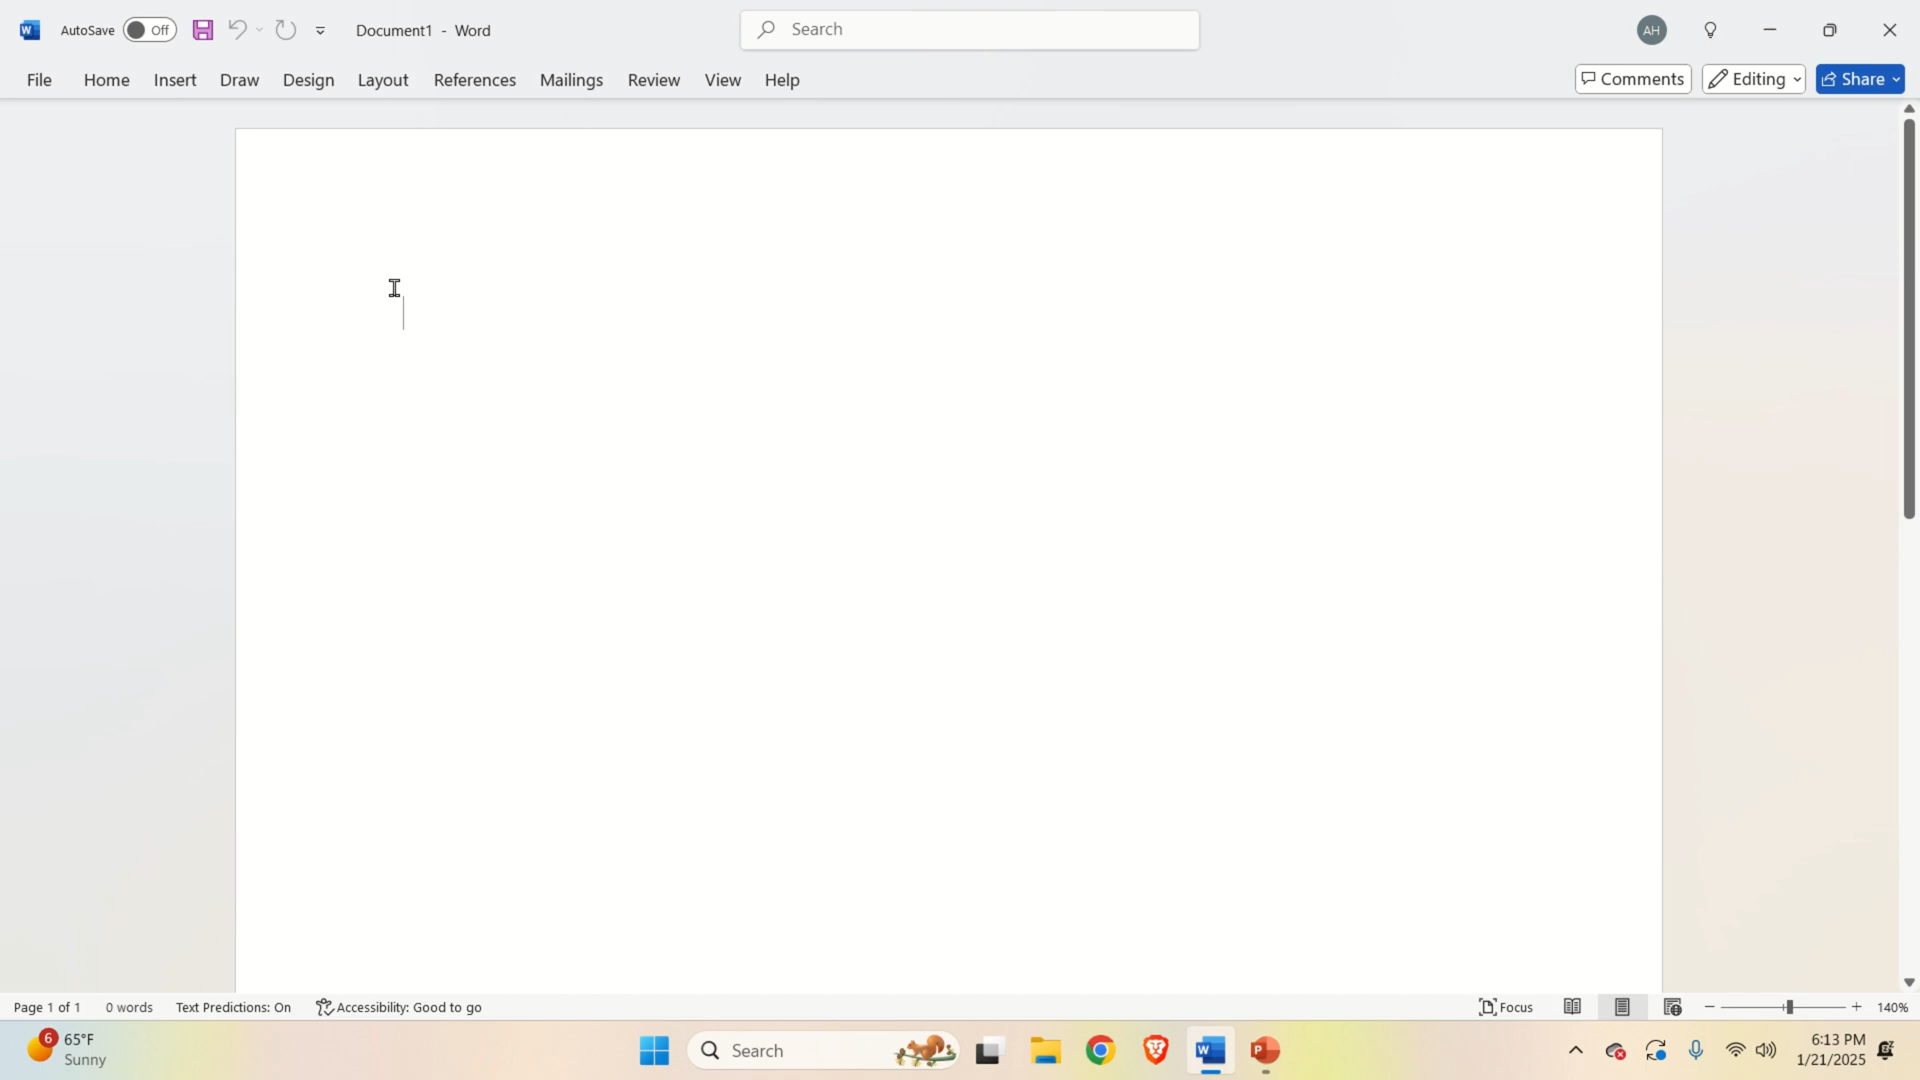 AutoSave Off Document1 - Word Search AH
File Home Insert Draw Design Layout References Mailings Review View Help Comments Editing Share
Page 1 of 1 0 words Text Predictions: On Accessibility: Good to go Focus 140%
6 65°F Search 6:13 PM
Sunny 1/21/2025